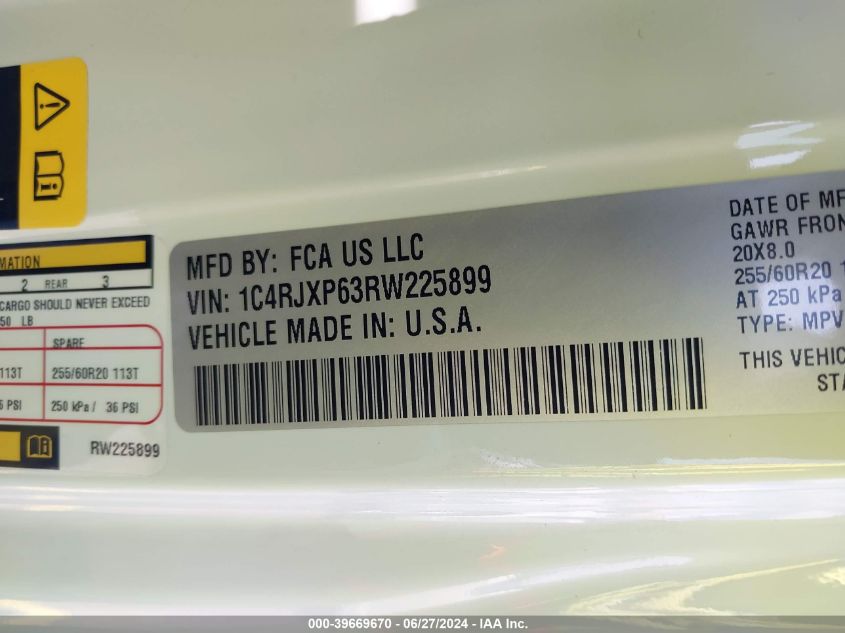 MATION
2 REAR 3
CARGO SHOULD NEVER EXCEED
50 LB
SPARE
113T 255/60R20 113T
PSI 250 kPa / 36 PSI
RW225899
MFD BY: FCA US LLC
VIN: 1C4RJXP63RW225899
VEHICLE MADE IN: U.S.A.
DATE OF MF
GAWR FRON
20X8.0
255/60R20 1
AT 250 kPa
TYPE: MPV
THIS VEHIC
STA
000-39669670 - 06/27/2024 - IAA Inc.